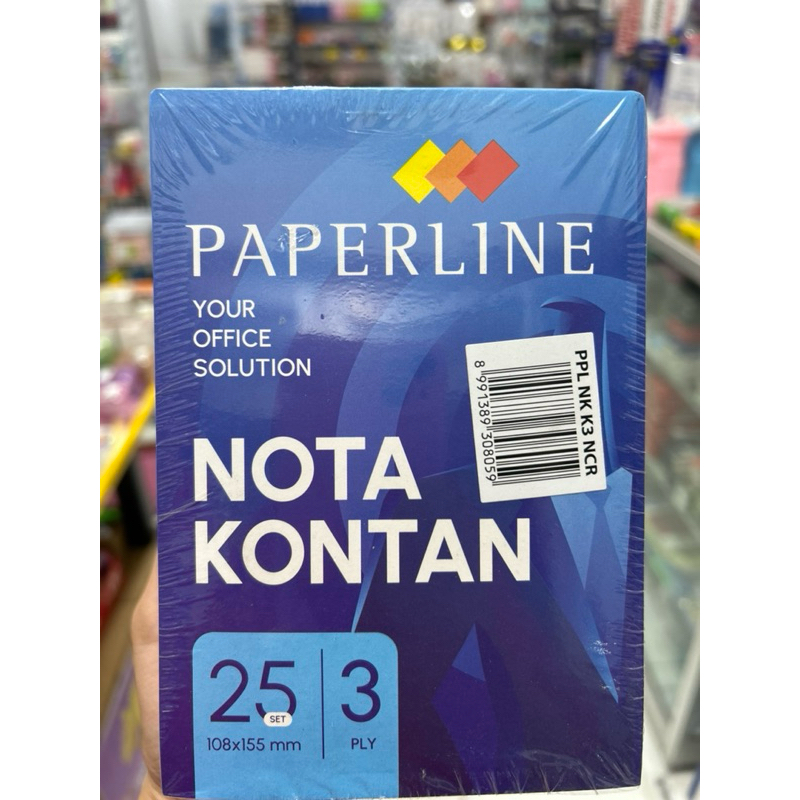 PAPERLINE
YOUR
OFFICE
SOLUTION
PPL NK K3 NCR
8 991389 308059
NOTA
KONTAN
25 SET
108x155 mm
3
PLY